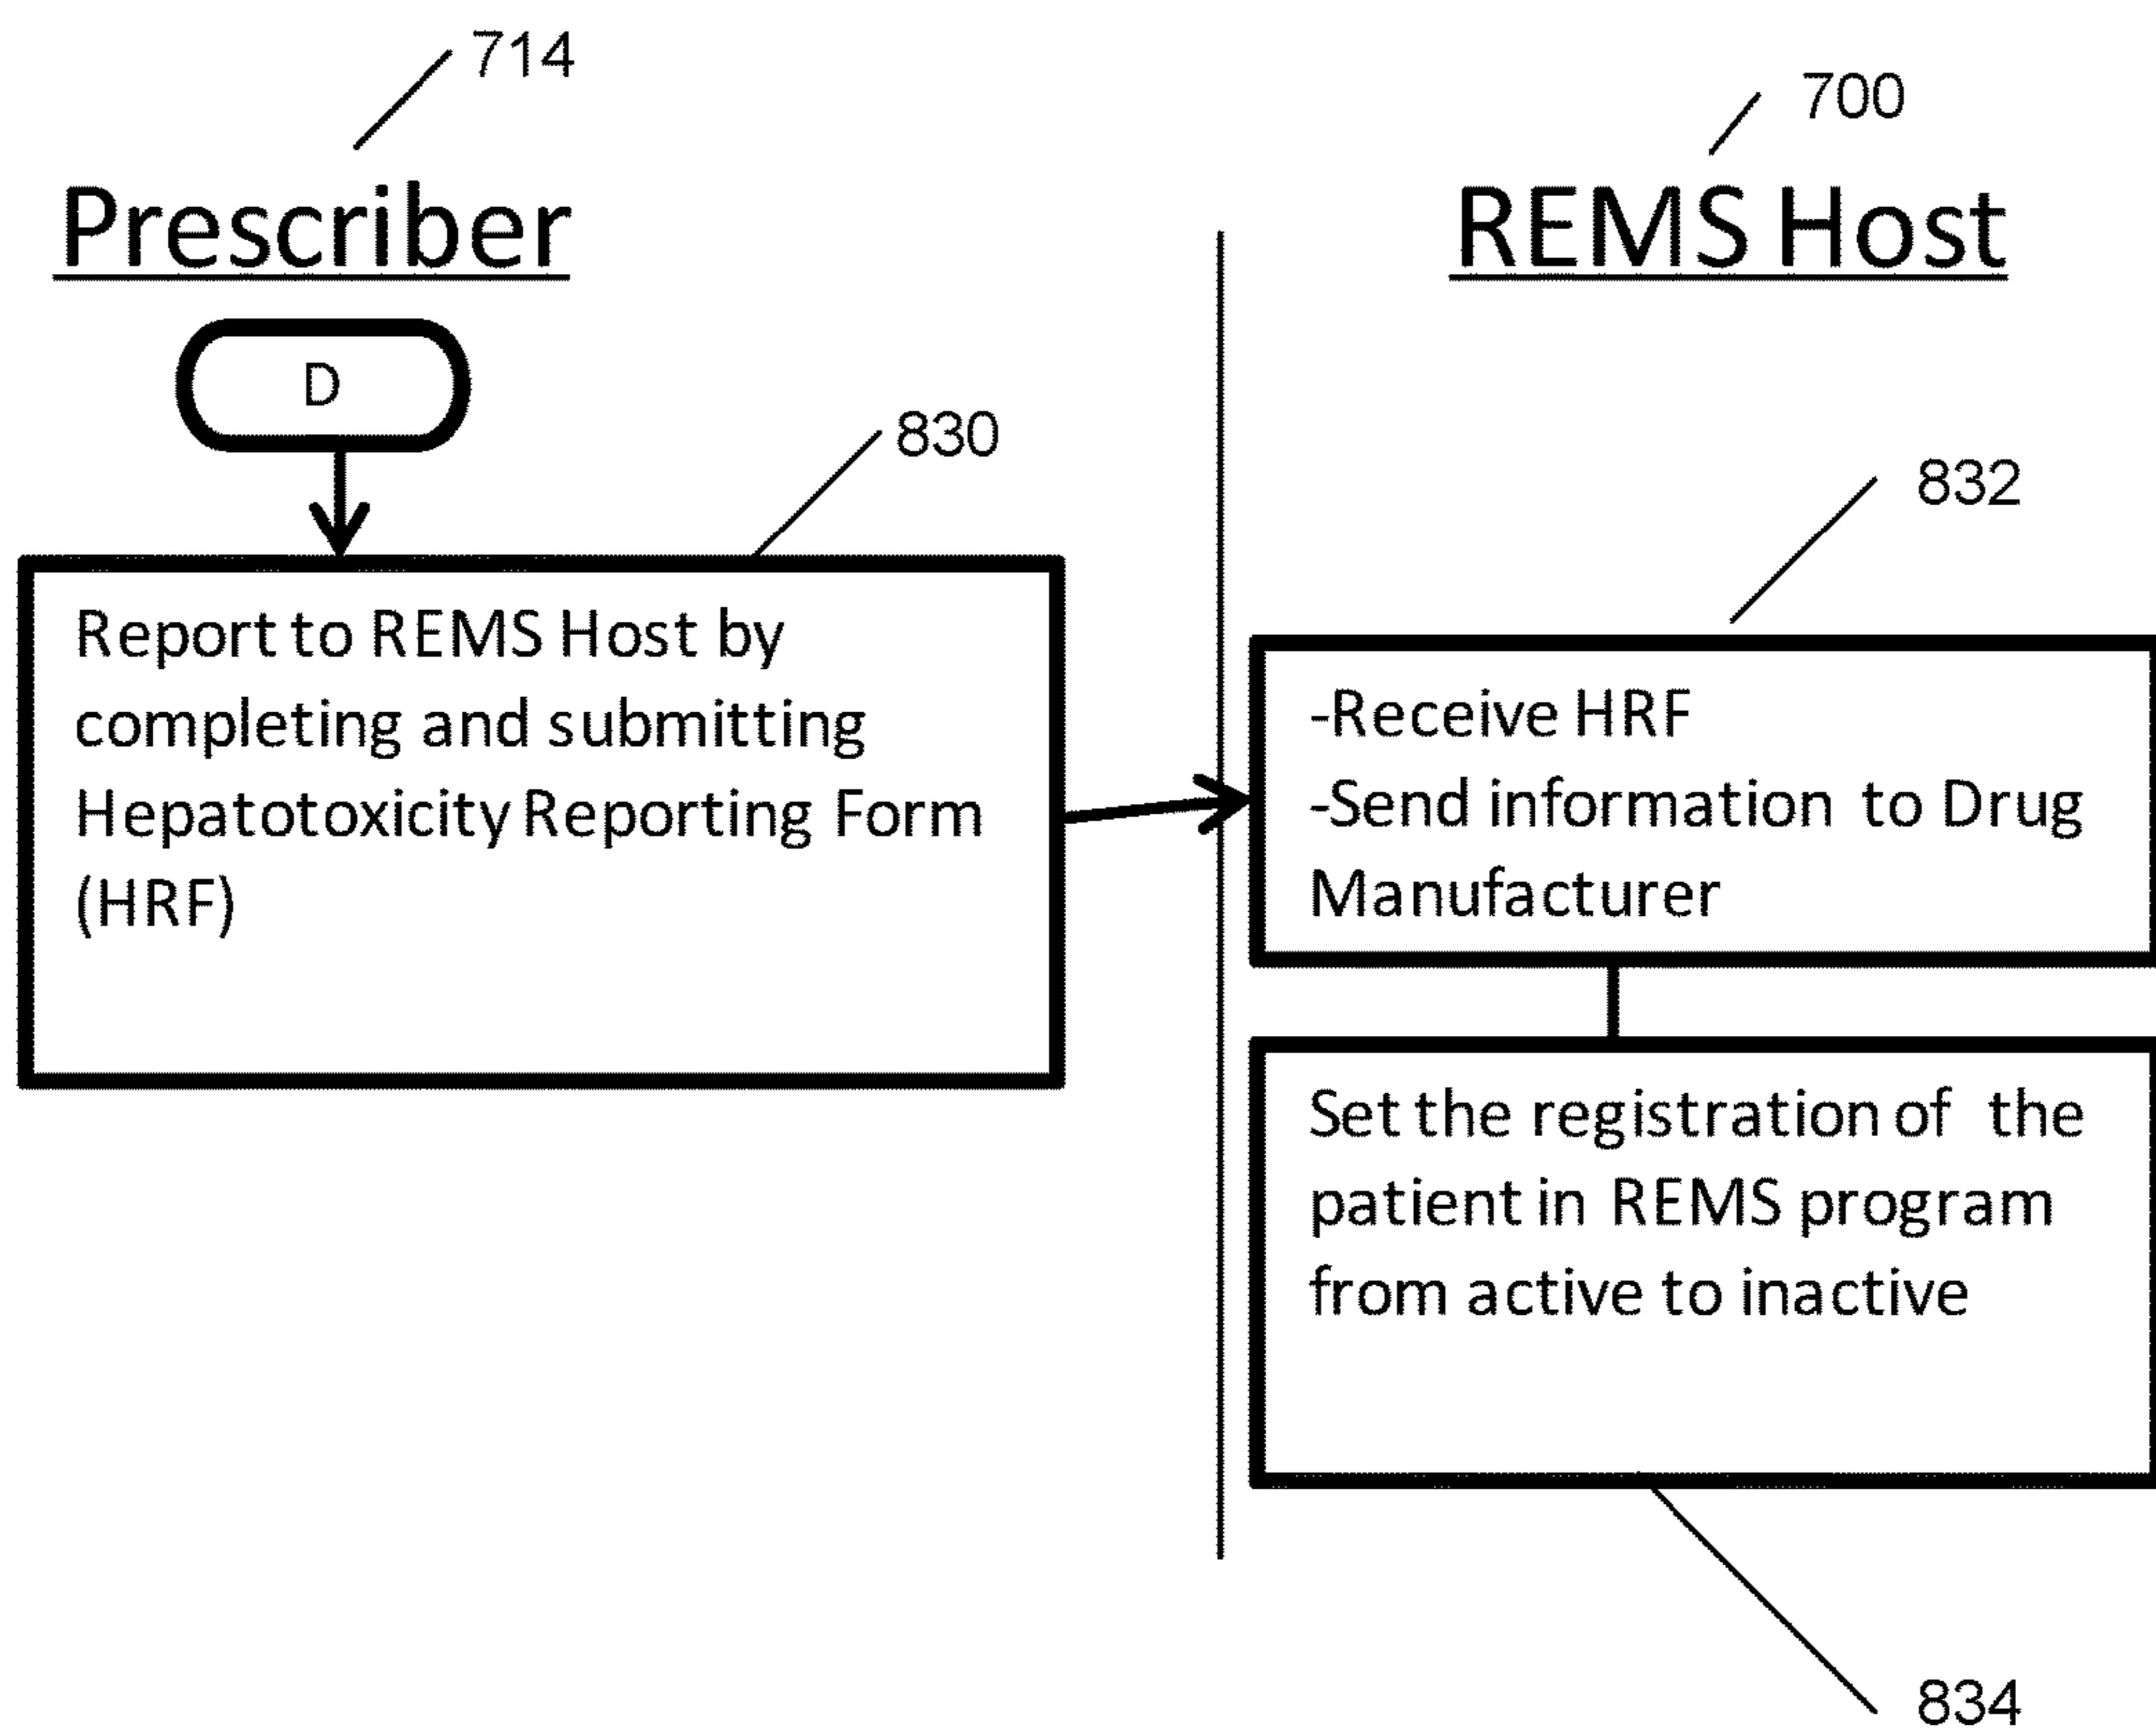 714
Prescriber
D
830
Report to REMS Host by
completing and submitting
Hepatotoxicity Reporting Form
(HRF)
700
REMS Host
832
-Receive HRF
-Send information to Drug
Manufacturer
Set the registration of the
patient in REMS program
from active to inactive
834